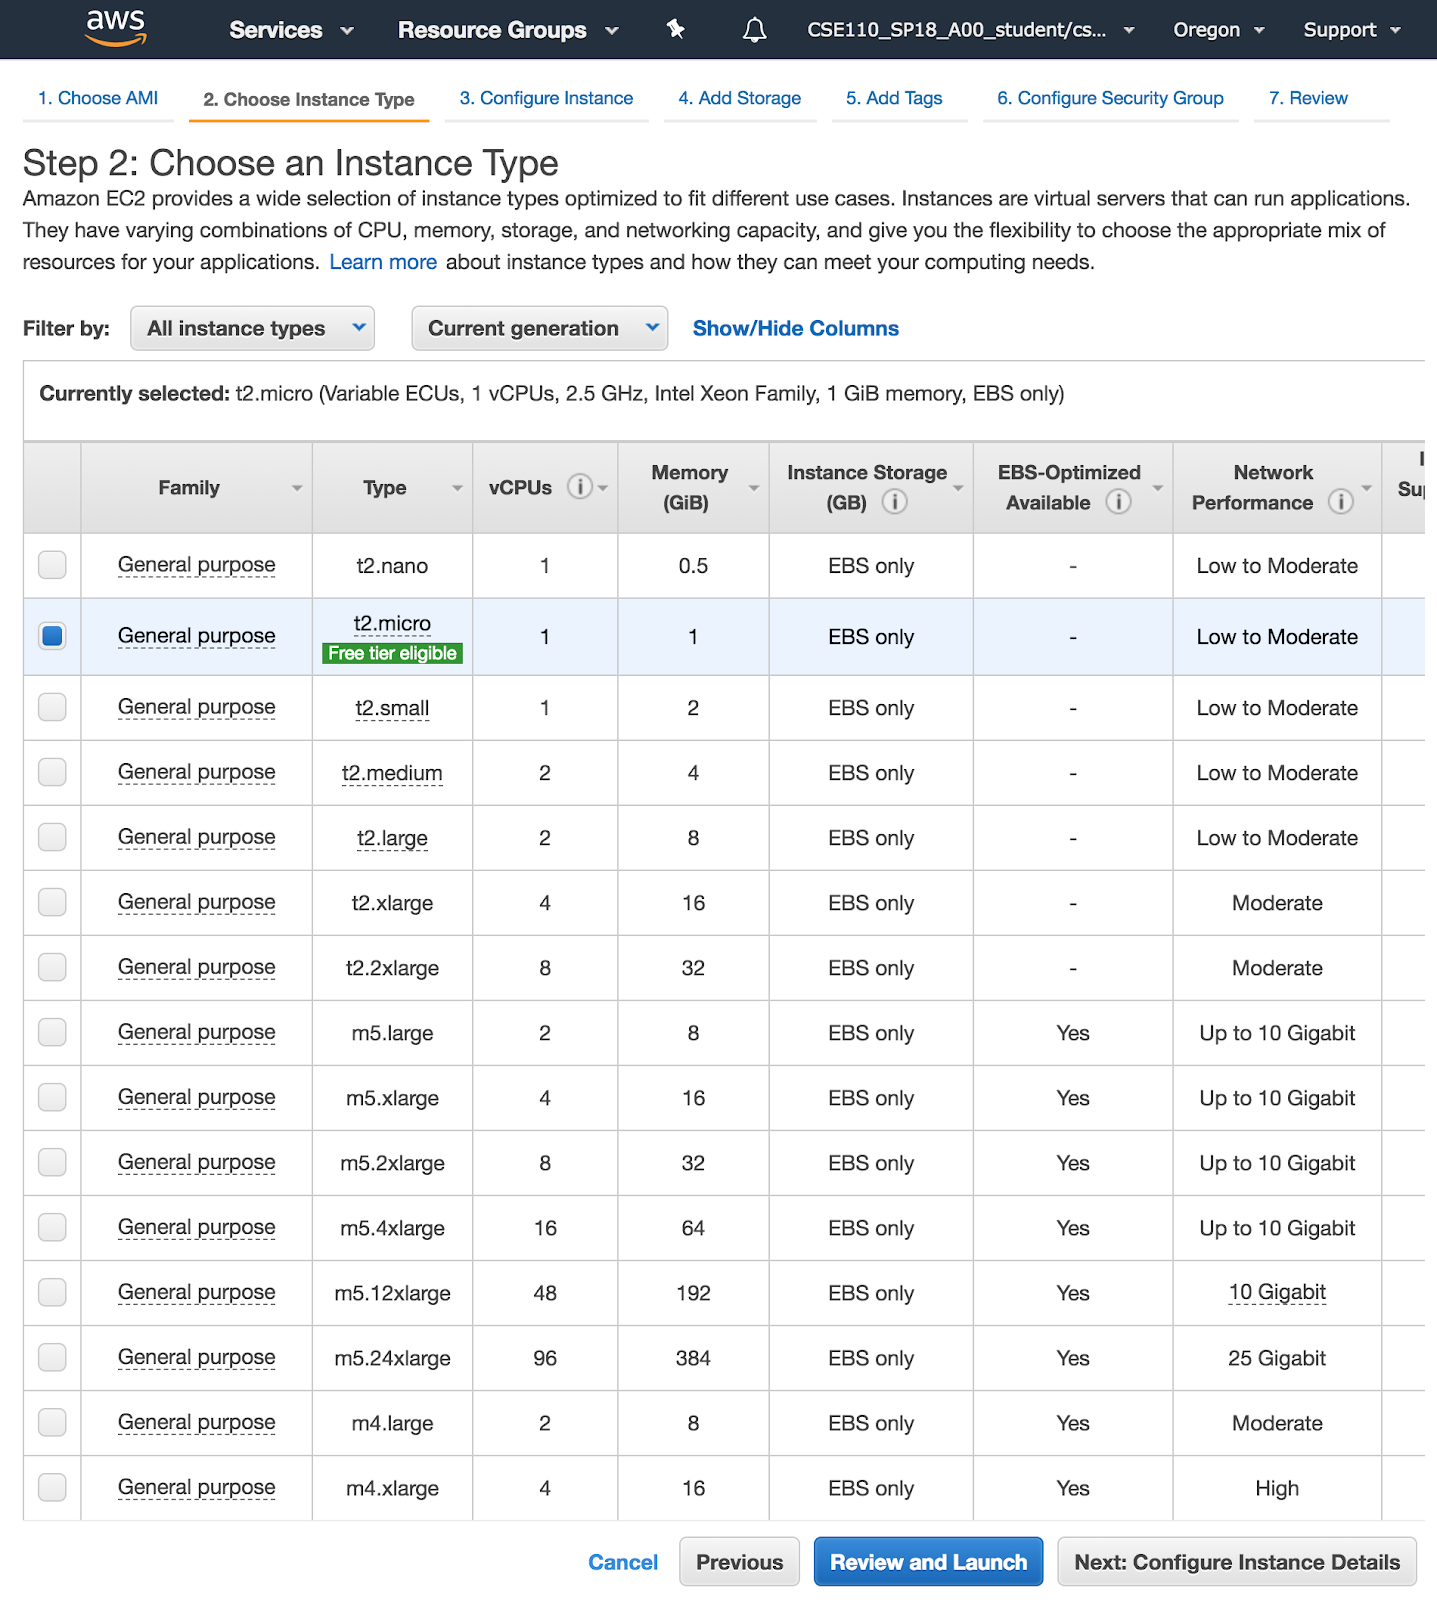 aws Services Resource Groups CSE110_SP18_A00_student/cs... Oregon Support
1. Choose AMI 2. Choose Instance Type 3. Configure Instance 4. Add Storage 5. Add Tags 6. Configure Security Group 7. Review
Step 2: Choose an Instance Type
Amazon EC2 provides a wide selection of instance types optimized to fit different use cases. Instances are virtual servers that can run applications.
They have varying combinations of CPU, memory, storage, and networking capacity, and give you the flexibility to choose the appropriate mix of
resources for your applications. Learn more about instance types and how they can meet your computing needs.
Filter by: All instance types Current generation Show/Hide Columns
Currently selected: t2.micro (Variable ECUs, 1 vCPUs, 2.5 GHz, Intel Xeon Family, 1 GiB memory, EBS only)
Family Type vCPUs i Memory (GiB) Instance Storage (GB) i EBS-Optimized Available i Network Performance i
General purpose t2.nano 1 0.5 EBS only - Low to Moderate
General purpose t2.micro Free tier eligible 1 1 EBS only - Low to Moderate
General purpose t2.small 1 2 EBS only - Low to Moderate
General purpose t2.medium 2 4 EBS only - Low to Moderate
General purpose t2.large 2 8 EBS only - Low to Moderate
General purpose t2.xlarge 4 16 EBS only - Moderate
General purpose t2.2xlarge 8 32 EBS only - Moderate
General purpose m5.large 2 8 EBS only Yes Up to 10 Gigabit
General purpose m5.xlarge 4 16 EBS only Yes Up to 10 Gigabit
General purpose m5.2xlarge 8 32 EBS only Yes Up to 10 Gigabit
General purpose m5.4xlarge 16 64 EBS only Yes Up to 10 Gigabit
General purpose m5.12xlarge 48 192 EBS only Yes 10 Gigabit
General purpose m5.24xlarge 96 384 EBS only Yes 25 Gigabit
General purpose m4.large 2 8 EBS only Yes Moderate
General purpose m4.xlarge 4 16 EBS only Yes High
Cancel Previous Review and Launch Next: Configure Instance Details